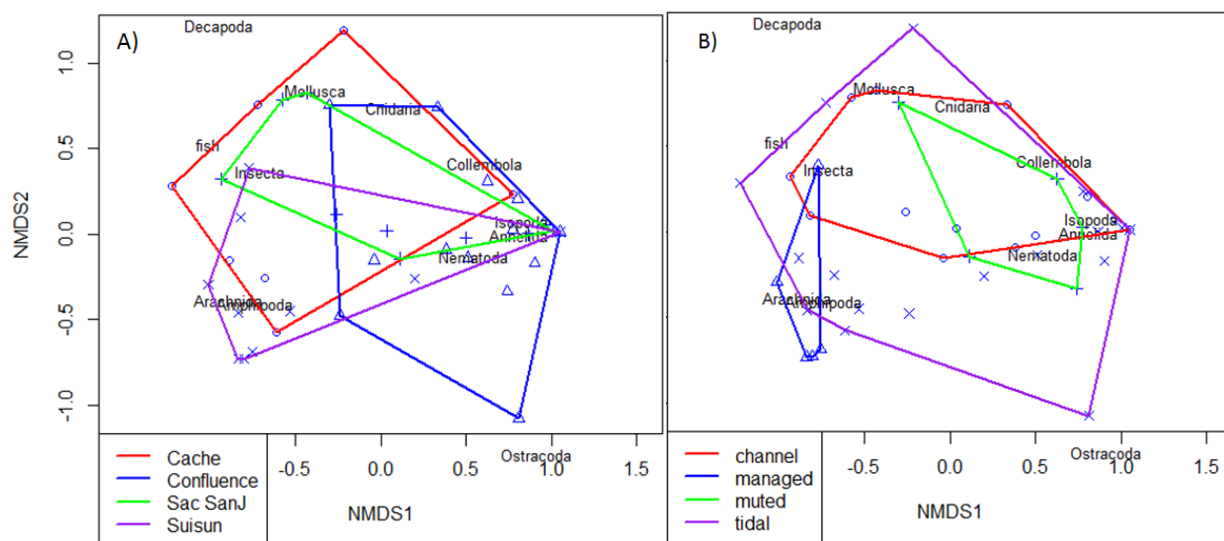 A)
Decapoda
Mollusca
Cnidaria
fish
Insecta
Collembola
Isopoda
Annelida
Nematoda
Arachnida
Amphipoda
Ostracoda
NMDS2
1.0
0.5
0.0
-0.5
-1.0
-0.5 0.0 0.5 1.0 1.5
NMDS1
Cache
Confluence
Sac SanJ
Suisun
B)
Decapoda
Mollusca
Cnidaria
fish
Insecta
Collembola
Isopoda
Annelida
Nematoda
Arachnida
Amphipoda
Ostracoda
-0.5 0.0 0.5 1.0 1.5
NMDS1
channel
managed
muted
tidal